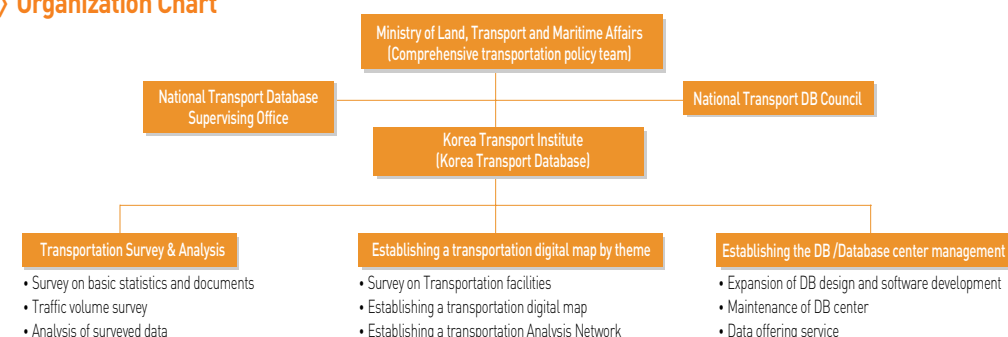 Organization Chart
Ministry of Land, Transport and Maritime Affairs
(Comprehensive transportation policy team)
National Transport Database
Supervising Office
National Transport DB Council
Korea Transport Institute
(Korea Transport Database)
Transportation Survey & Analysis
• Survey on basic statistics and documents
• Traffic volume survey
• Analysis of surveyed data
Establishing a transportation digital map by theme
• Survey on Transportation facilities
• Establishing a transportation digital map
• Establishing a transportation Analysis Network
Establishing the DB /Database center management
• Expansion of DB design and software development
• Maintenance of DB center
• Data offering service